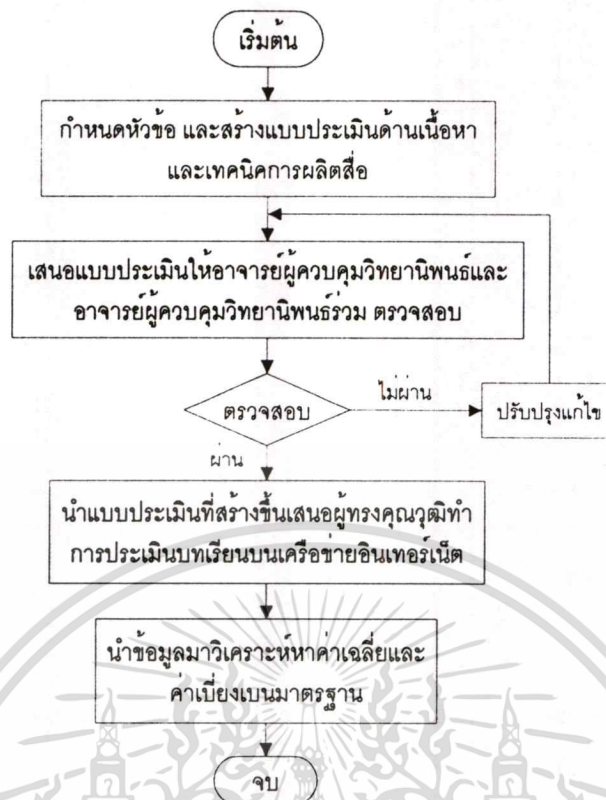 เริ่มต้น
กำหนดหัวข้อ และสร้างแบบประเมินด้านเนื้อหา
และเทคนิคการผลิตสื่อ
เสนอแบบประเมินให้อาจารย์ผู้ควบคุมวิทยานิพนธ์และ
อาจารย์ผู้ควบคุมวิทยานิพนธ์ร่วม ตรวจสอบ
ตรวจสอบ
ไม่ผ่าน
ปรับปรุงแก้ไข
ผ่าน
นำแบบประเมินที่สร้างขึ้นเสนอผู้ทรงคุณวุฒิทำ
การประเมินบทเรียนบนเครือข่ายอินเทอร์เน็ต
นำข้อมูลมาวิเคราะห์หาค่าเฉลี่ยและ
ค่าเบี่ยงเบนมาตรฐาน
จบ